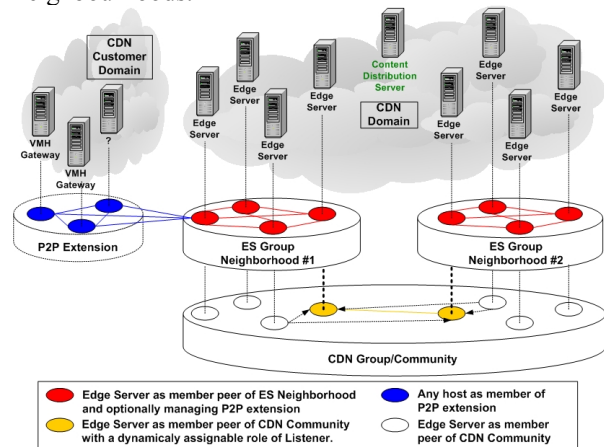 CDN
Customer
Domain
VMH
Gateway
VMH
Gateway
?
Edge
Server
Edge
Server
Edge
Server
Edge
Server
Content
Distribution
Server
CDN
Domain
Edge
Server
Edge
Server
Edge
Server
Edge
Server
P2P Extension
ES Group
Neighborhood #1
ES Group
Neighborhood #2
CDN Group/Community
Edge Server as member peer of ES Neighborhood
and optionally managing P2P extension
Any host as member of
P2P extension
Edge Server as member peer of CDN Community
with a dynamicaly assignable role of Listener.
Edge Server as member
peer of CDN Community